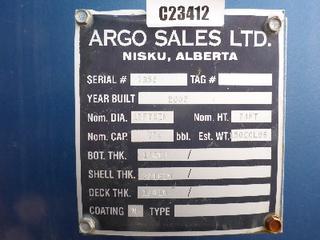 C23412
ARGO SALES LTD.
NISKU, ALBERTA
SERIAL # TAG #
YEAR BUILT 2002
Nom. DIA. Nom. HT.
Nom. CAP. bbl. Est. WT.
BOT. THK. /
SHELL THK. /
DECK THK. /
COATING N TYPE